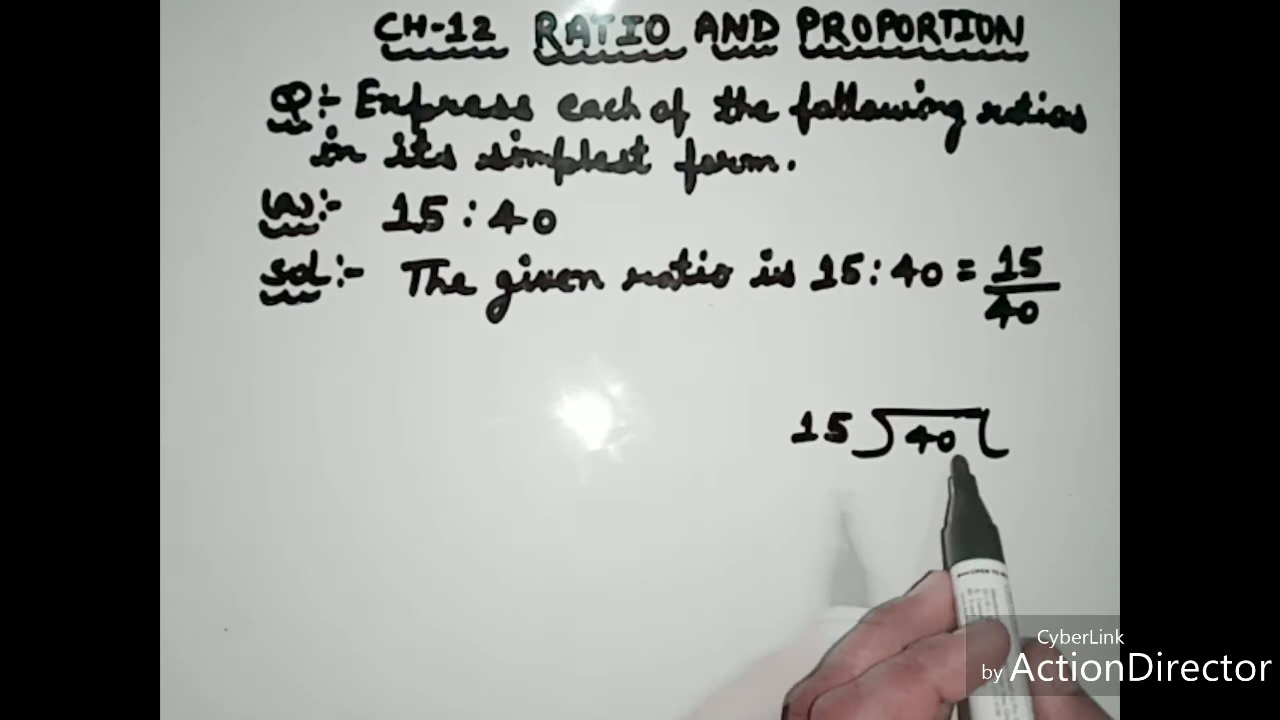 CH-12 RATIO AND PROPORTION
Q:- Express each of the following ratios
in its simplest form.
(a):- 15:40
Sol:- The given ratio is 15:40 = 15/40
15 ) 40 (
CyberLink
by ActionDirector